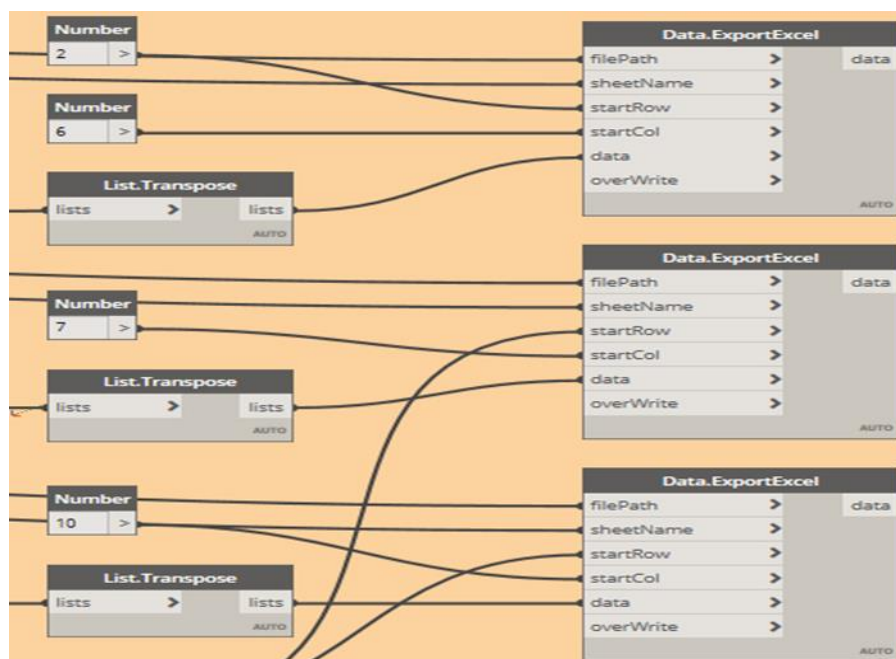 Number
2 >
Number
6 >
List.Transpose
lists > lists
AUTO
Data.ExportExcel
filePath > data
sheetName >
startRow >
startCol >
data >
overWrite >
AUTO
Number
7 >
List.Transpose
lists > lists
AUTO
Data.ExportExcel
filePath > data
sheetName >
startRow >
startCol >
data >
overWrite >
AUTO
Number
10 >
List.Transpose
lists > lists
AUTO
Data.ExportExcel
filePath > data
sheetName >
startRow >
startCol >
data >
overWrite >
AUTO